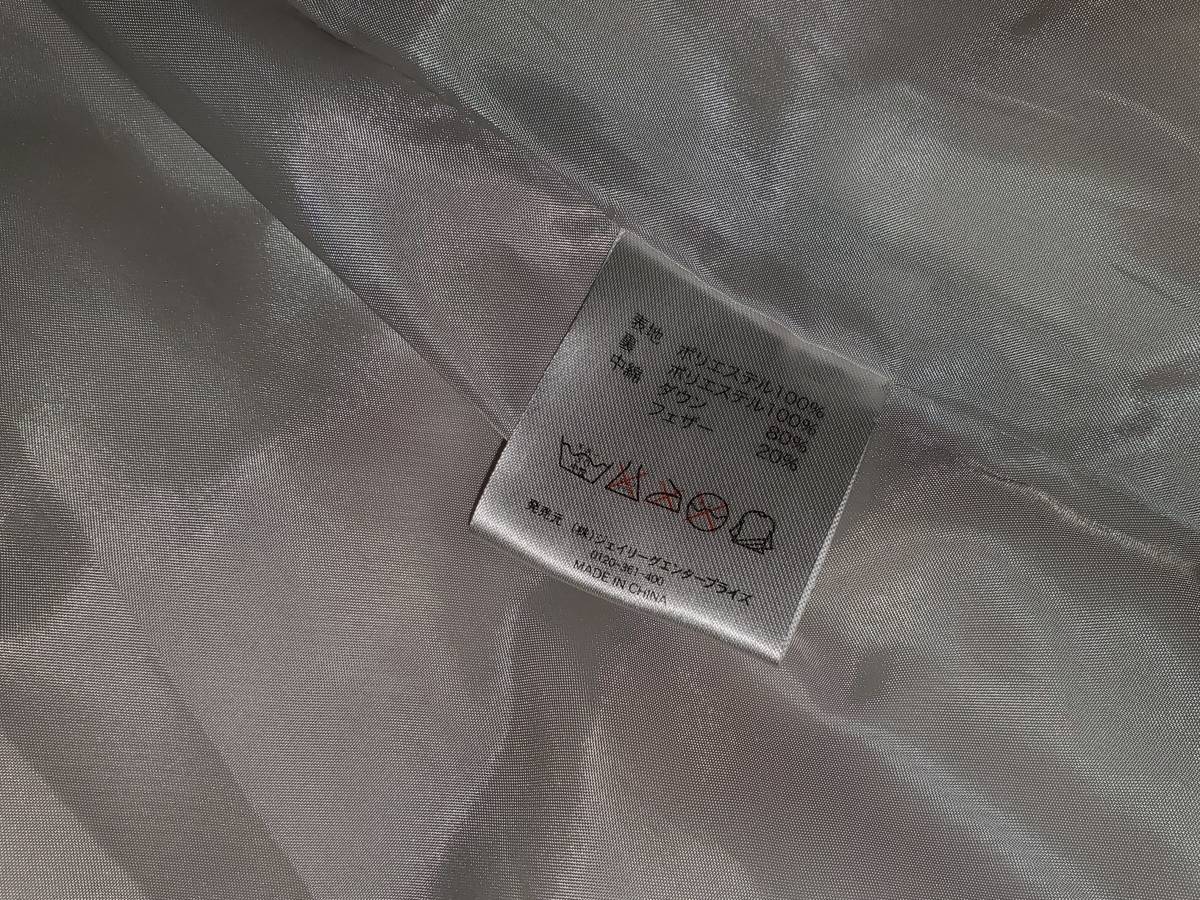 表地 ポリエステル100%
裏 ポリエステル100%
中綿 ダウン 80%
フェザー 20%
発売元 (株)ジェイリーグエンタープライズ
0120-361-400
MADE IN CHINA